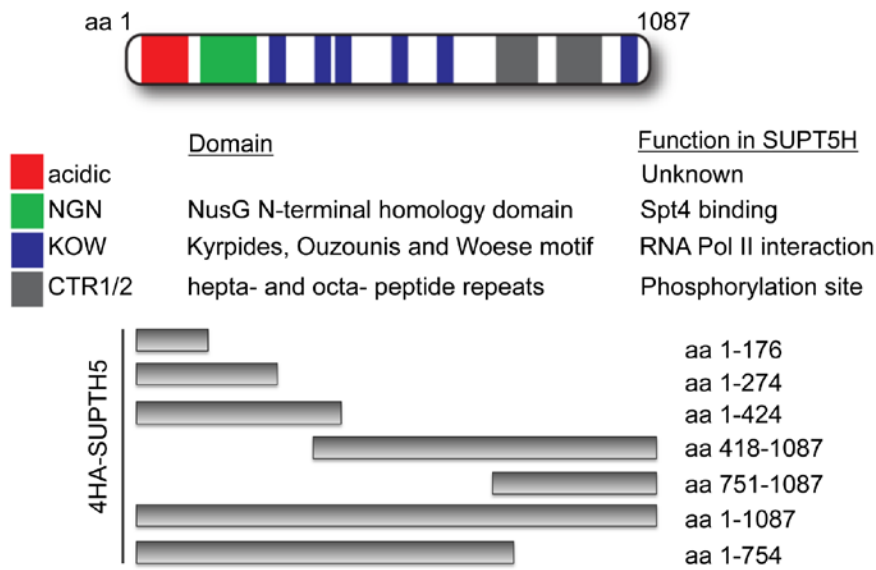 aa 1 1087
Domain Function in SUPT5H
acidic Unknown
NGN NusG N-terminal homology domain Spt4 binding
KOW Kyrpides, Ouzounis and Woese motif RNA Pol II interaction
CTR1/2 hepta- and octa- peptide repeats Phosphorylation site
4HA-SUPTH5
aa 1-176
aa 1-274
aa 1-424
aa 418-1087
aa 751-1087
aa 1-1087
aa 1-754